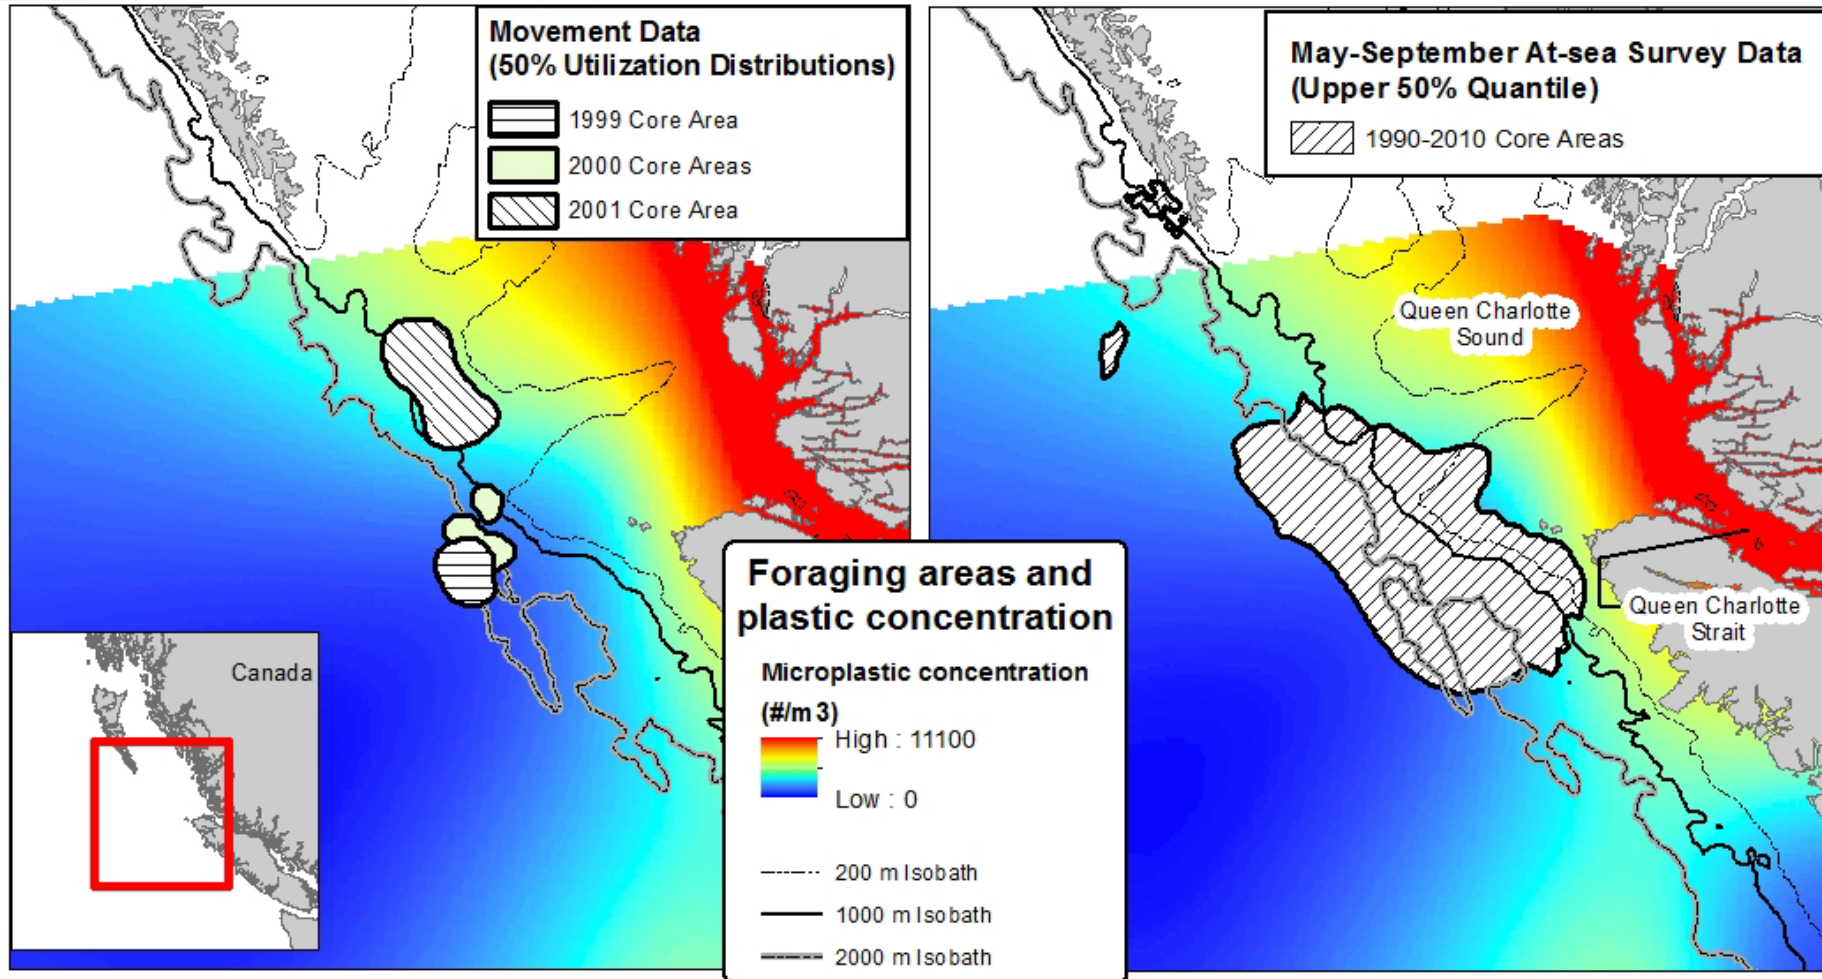 Movement Data
(50% Utilization Distributions)
1999 Core Area
2000 Core Areas
2001 Core Area
May-September At-sea Survey Data
(Upper 50% Quantile)
1990-2010 Core Areas
Queen Charlotte
Sound
Queen Charlotte
Strait
Canada
Foraging areas and
plastic concentration
Microplastic concentration
(#/m3)
High : 11100
Low : 0
200 m Isobath
1000 m Isobath
2000 m Isobath